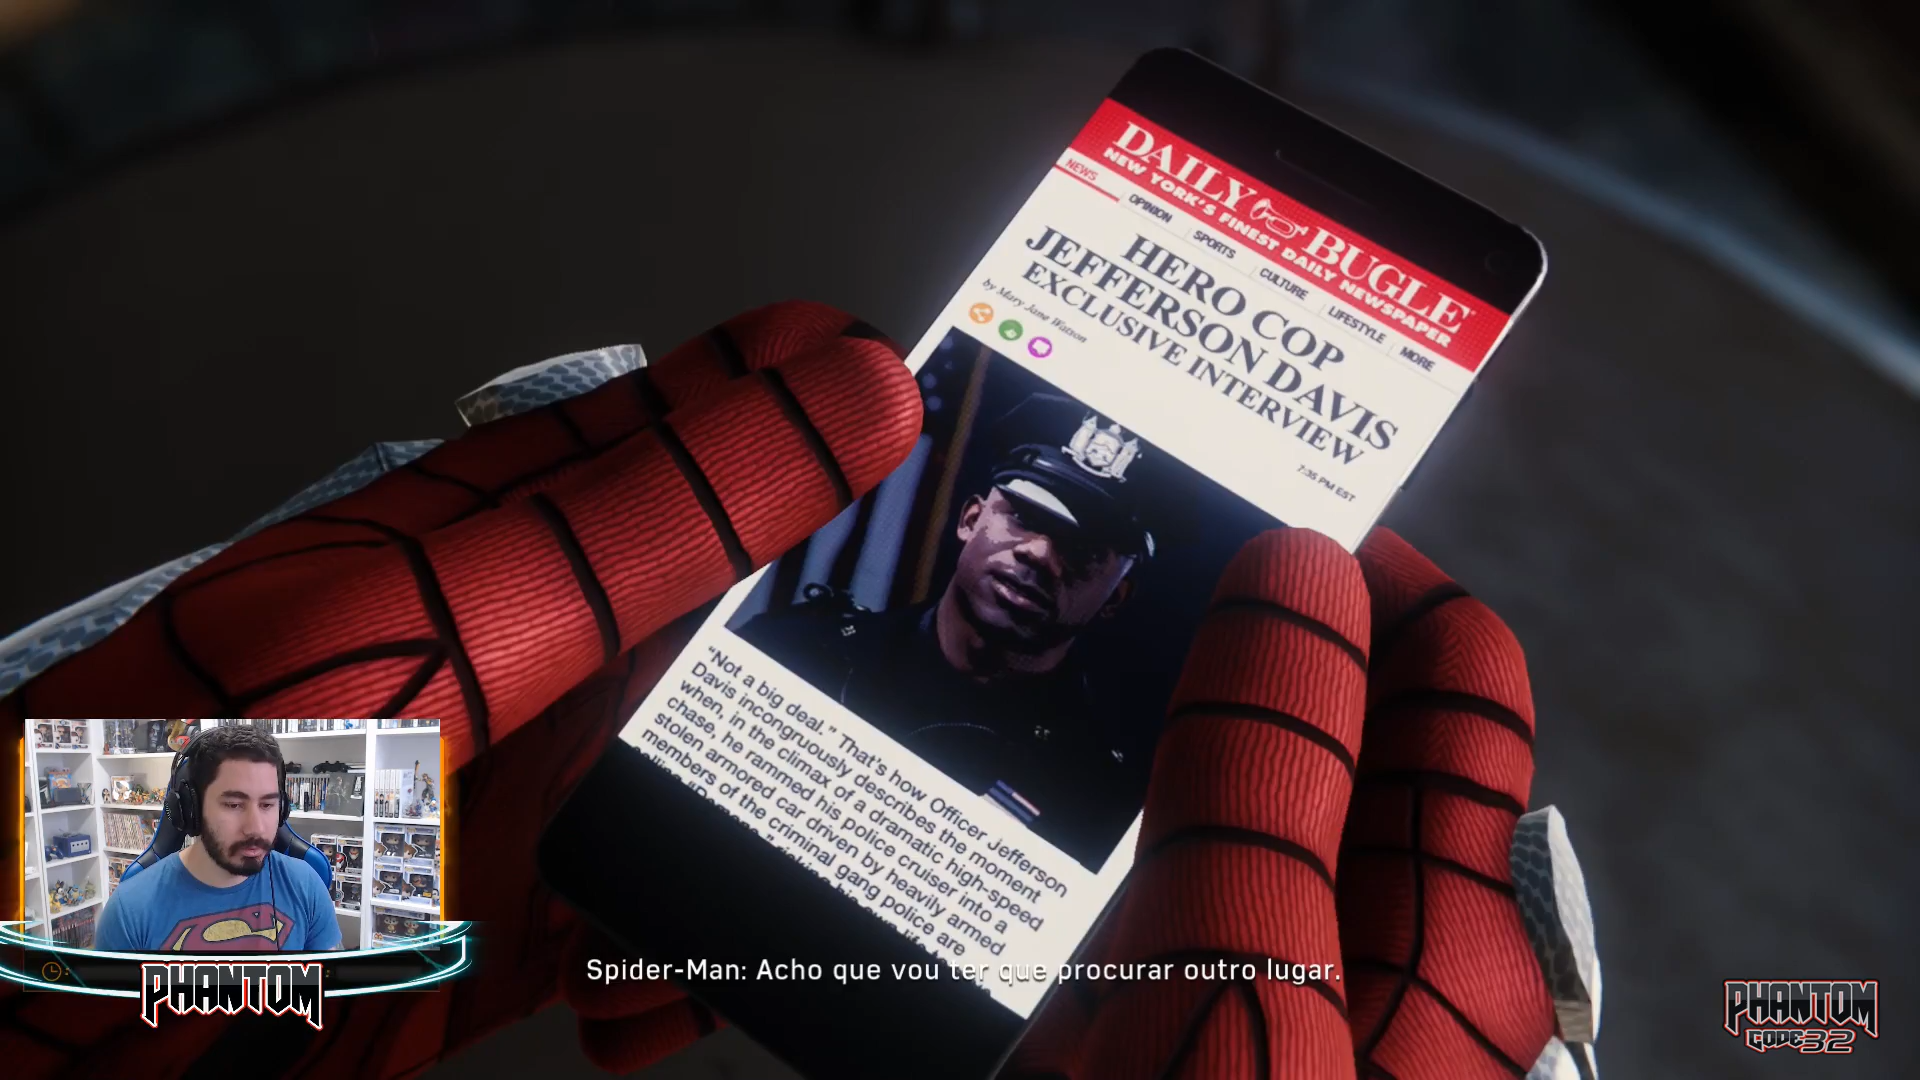 DAILY BUGLE
NEW YORK'S FINEST DAILY NEWSPAPER
NEWS OPINION SPORTS CULTURE LIFESTYLE MORE
HERO COP
JEFFERSON DAVIS
EXCLUSIVE INTERVIEW
by Mary Jane Watson
7:35 PM EST
"Not a big deal." That's how Officer Jefferson
Davis incongruously describes the moment
when, in the climax of a dramatic high-speed
chase, he rammed his police cruiser into a
stolen armored car driven by heavily armed
members of the criminal gang police are
Spider-Man: Acho que vou ter que procurar outro lugar.
PHANTOM
PHANTOM
CODE 32